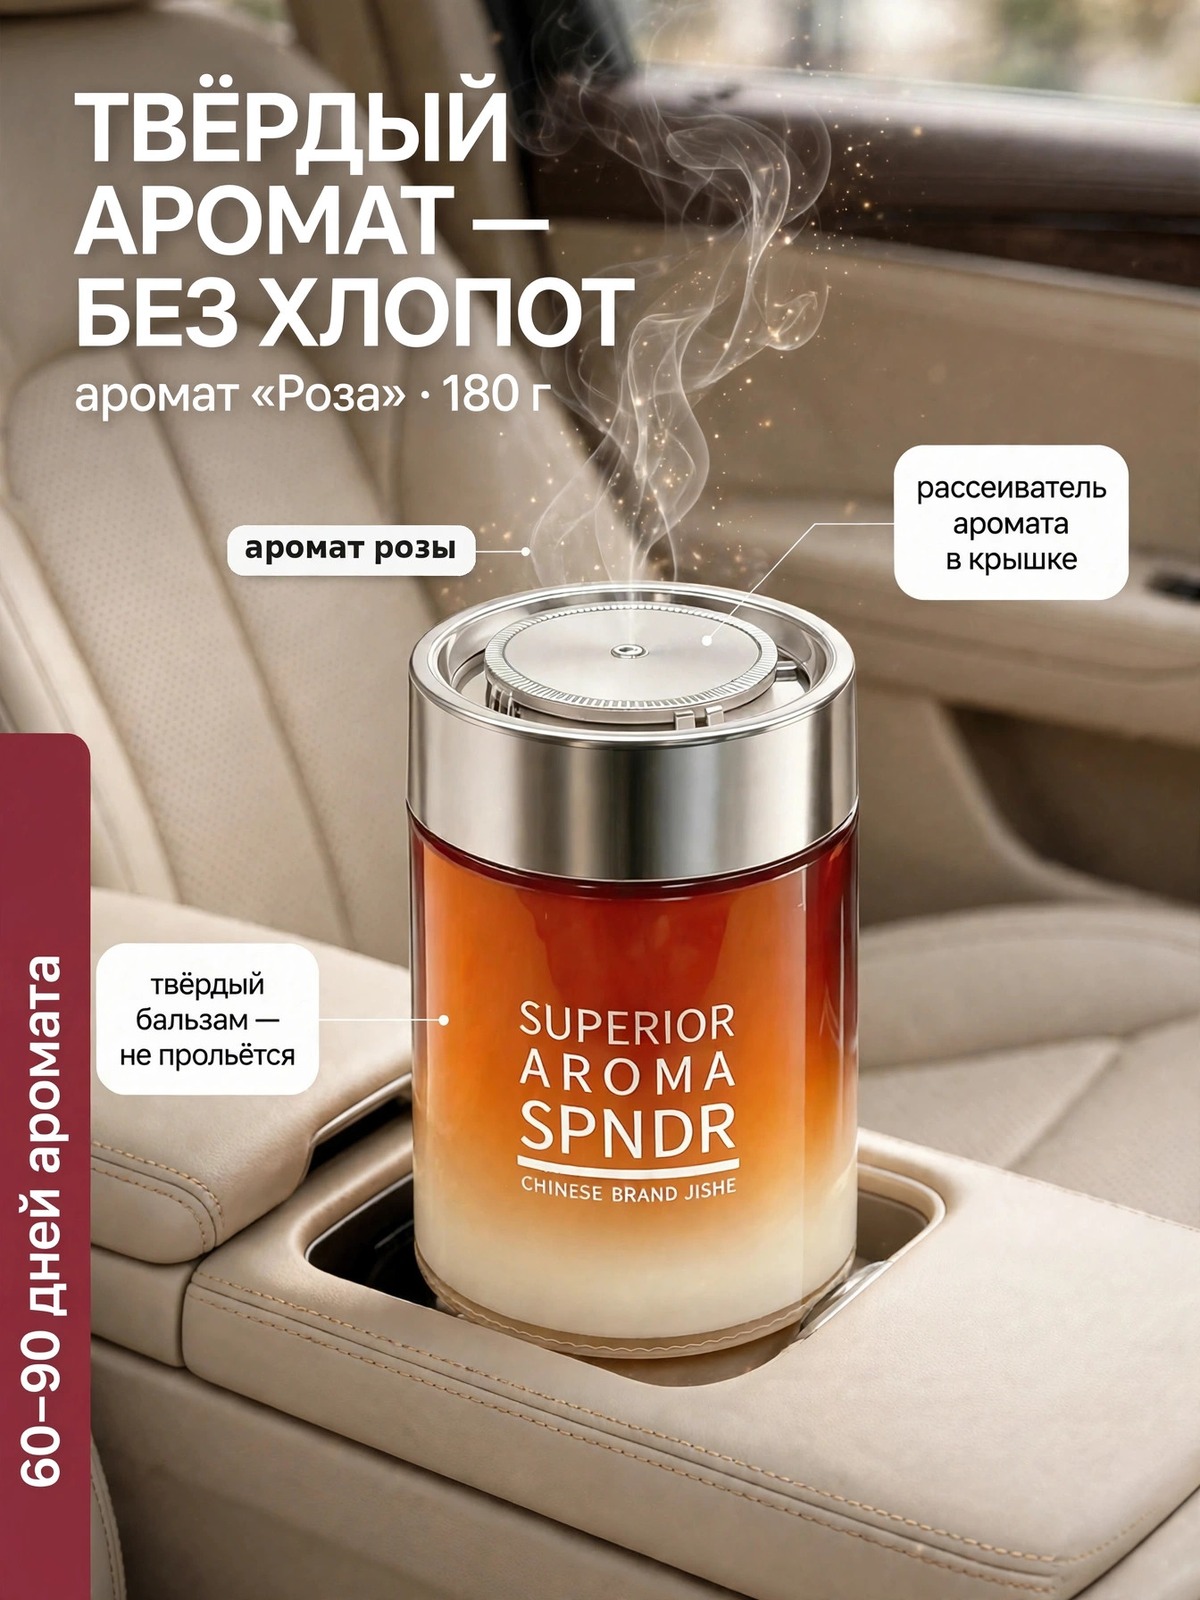 ТВЁРДЫЙ
АРОМАТ —
БЕЗ ХЛОПОТ
аромат «Роза» · 180 г
рассеиватель
аромата
в крышке
аромат розы
твёрдый
бальзам —
не прольётся
60–90 дней аромата
SUPERIOR
AROMA
SPNDR
CHINESE BRAND JISHE